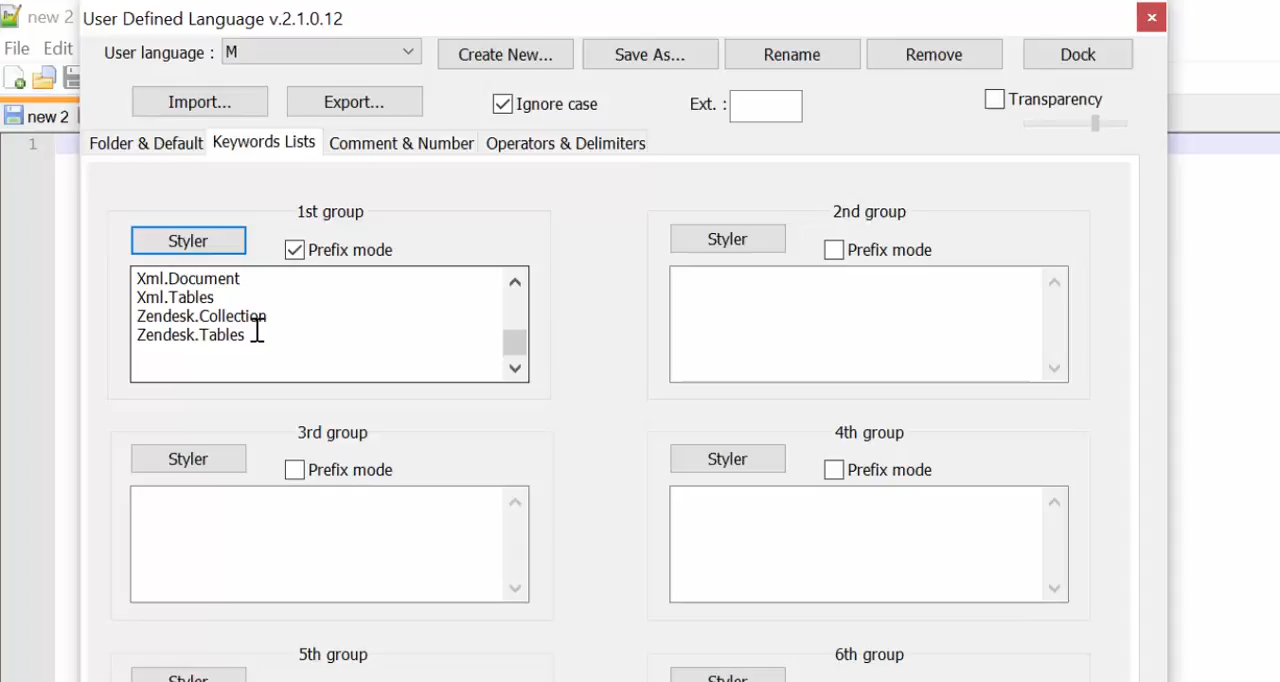 new 2
User Defined Language v.2.1.0.12
File Edit
User language : M
Create New...
Save As...
Rename
Remove
Dock
Import...
Export...
Ignore case
Ext. :
Transparency
new 2
Folder & Default
Keywords Lists
Comment & Number
Operators & Delimiters
1
1st group
Styler
Prefix mode
Xml.Document
Xml.Tables
Zendesk.Collection
Zendesk.Tables
2nd group
Styler
Prefix mode
3rd group
Styler
Prefix mode
4th group
Styler
Prefix mode
5th group
Styler
6th group
Styler